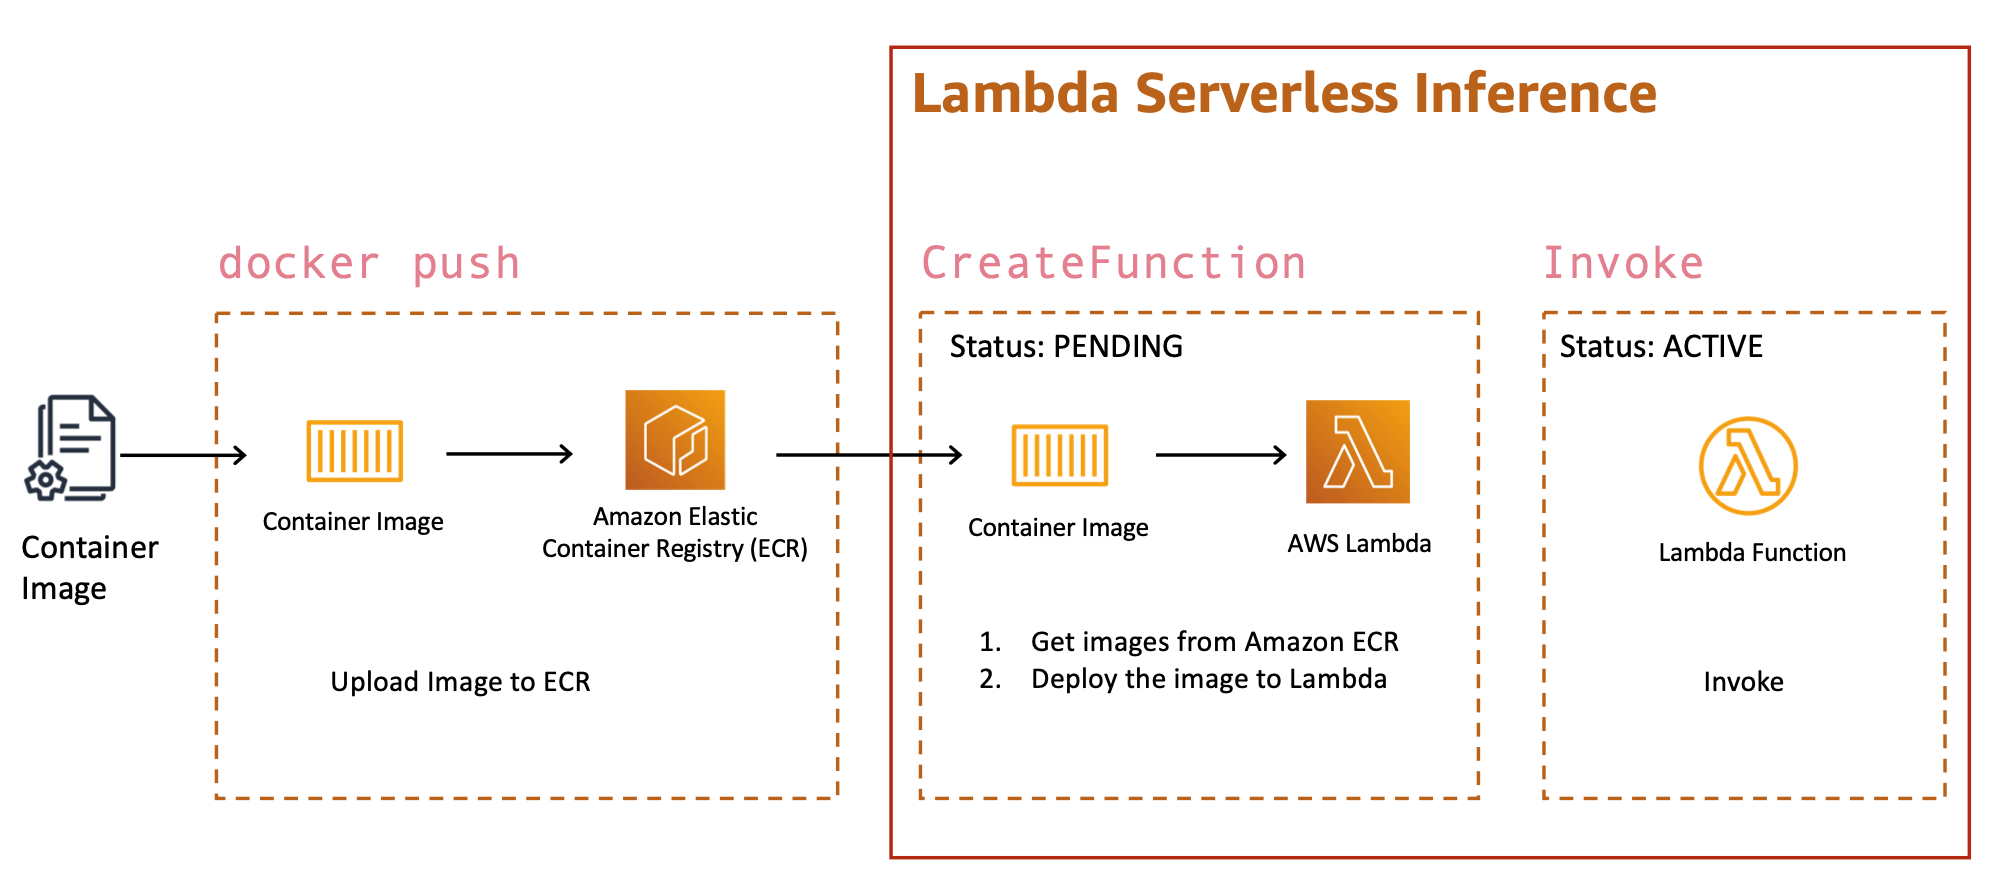 Lambda Serverless Inference
docker push
CreateFunction
Invoke
Status: PENDING
Status: ACTIVE
Container
Image
Container Image
Amazon Elastic
Container Registry (ECR)
Container Image
AWS Lambda
Lambda Function
Upload Image to ECR
1. Get images from Amazon ECR
2. Deploy the image to Lambda
Invoke